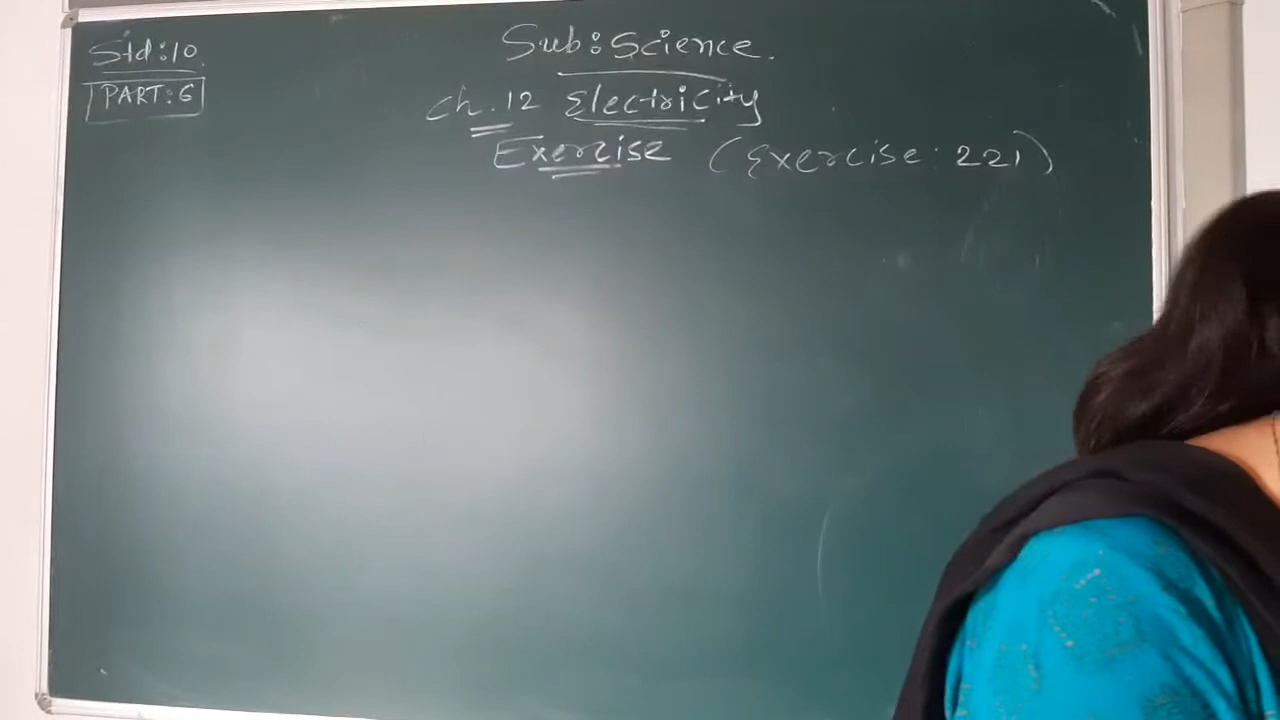 Std:10.
PART:6
Sub:Science.
Ch.12 Electricity
Exercise (Exercise:221)